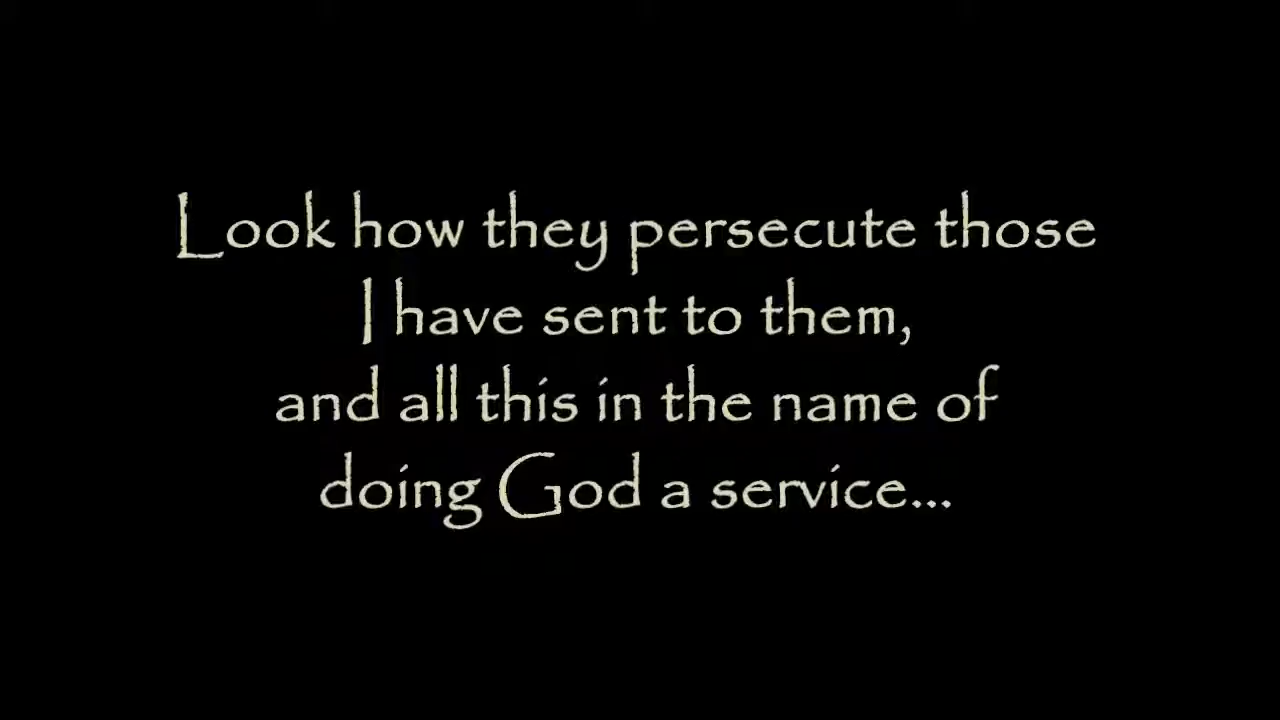 Look how they persecute those
I have sent to them,
and all this in the name of
doing God a service...